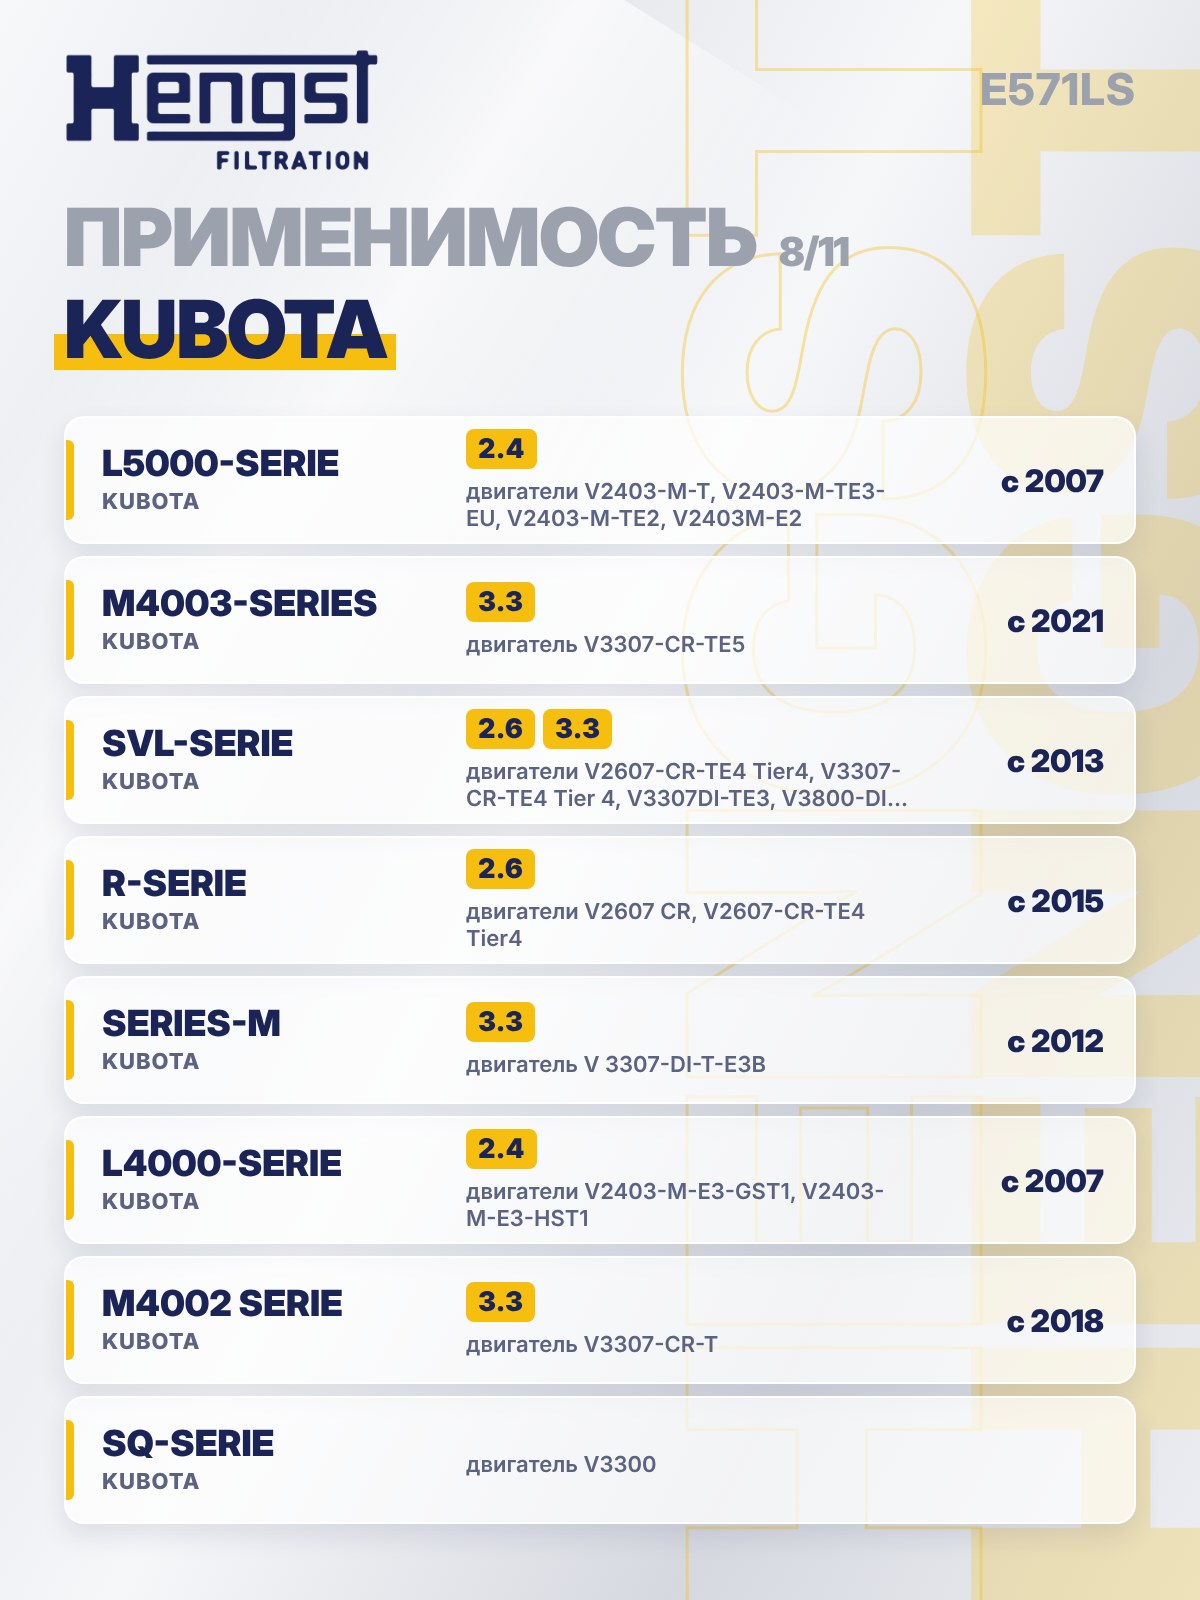 Hengst
FILTRATION
E571LS
ПРИМЕНИМОСТЬ 8/11
KUBOTA
L5000-SERIE
KUBOTA
2.4
двигатели V2403-M-T, V2403-M-TE3-
EU, V2403-M-TE2, V2403M-E2
с 2007
M4003-SERIES
KUBOTA
3.3
двигатель V3307-CR-TE5
с 2021
SVL-SERIE
KUBOTA
2.6 3.3
двигатели V2607-CR-TE4 Tier4, V3307-
CR-TE4 Tier 4, V3307DI-TE3, V3800-DI...
с 2013
R-SERIE
KUBOTA
2.6
двигатели V2607 CR, V2607-CR-TE4
Tier4
с 2015
SERIES-M
KUBOTA
3.3
двигатель V 3307-DI-T-E3B
с 2012
L4000-SERIE
KUBOTA
2.4
двигатели V2403-M-E3-GST1, V2403-
M-E3-HST1
с 2007
M4002 SERIE
KUBOTA
3.3
двигатель V3307-CR-T
с 2018
SQ-SERIE
KUBOTA
двигатель V3300
HENGST
HENGST